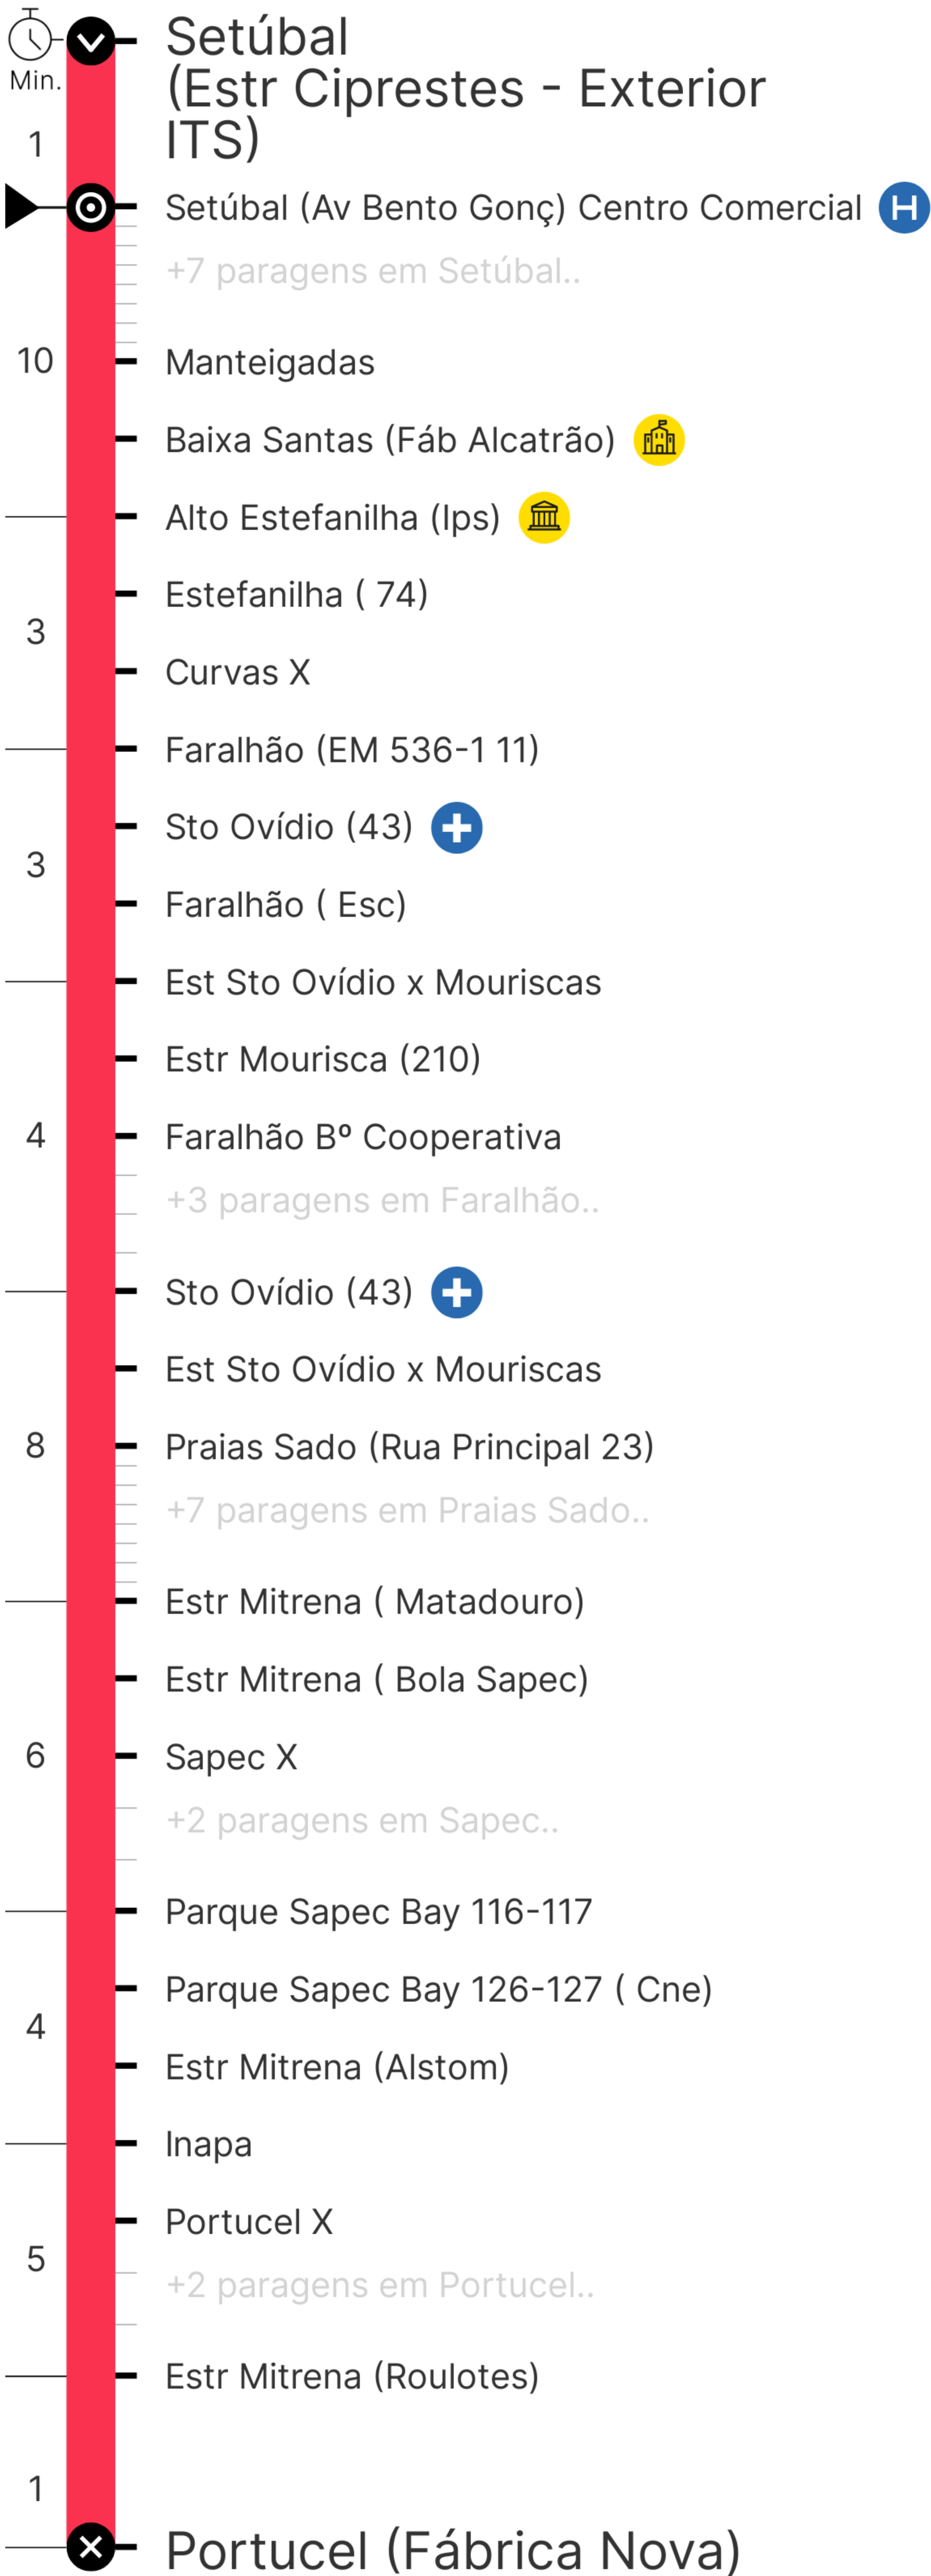 Setúbal
(Estr Ciprestes - Exterior
ITS)
Min.
1
Setúbal (Av Bento Gonç) Centro Comercial H
+7 paragens em Setúbal..
10
Manteigadas
Baixa Santas (Fáb Alcatrão)
Alto Estefanilha (Ips)
Estefanilha ( 74)
3
Curvas X
Faralhão (EM 536-1 11)
Sto Ovídio (43)
3
Faralhão ( Esc)
Est Sto Ovídio x Mouriscas
Estr Mourisca (210)
4
Faralhão Bº Cooperativa
+3 paragens em Faralhão..
Sto Ovídio (43)
Est Sto Ovídio x Mouriscas
8
Praias Sado (Rua Principal 23)
+7 paragens em Praias Sado..
Estr Mitrena ( Matadouro)
Estr Mitrena ( Bola Sapec)
6
Sapec X
+2 paragens em Sapec..
Parque Sapec Bay 116-117
Parque Sapec Bay 126-127 ( Cne)
4
Estr Mitrena (Alstom)
Inapa
Portucel X
5
+2 paragens em Portucel..
Estr Mitrena (Roulotes)
1
Portucel (Fábrica Nova)